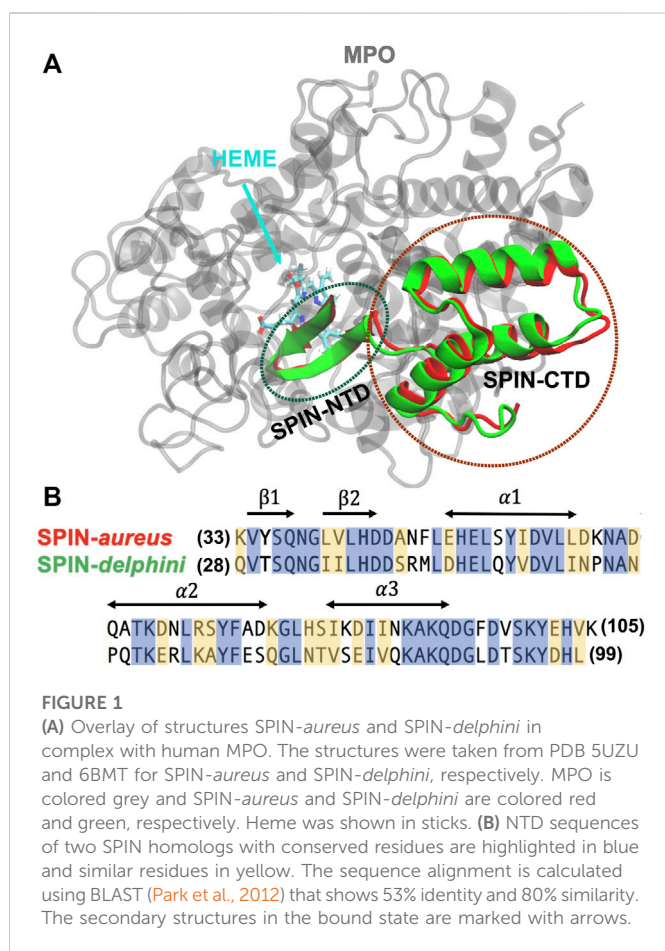 A
MPO
HEME
SPIN-NTD
SPIN-CTD
B
β1 β2 α1
SPIN-aureus (33) KVYSQNGLVLHDDANFLEHELSYIDVLLDKNAD
SPIN-delphini (28) QVTSQNGIILHDDSRMLDHELQYVDVLINPNAN
α2 α3
QATKDNLRSYFADKGLHSIKDIINKAKQDGFDVSKYEHVK(105)
PQTKERLKAYFESQGLNTVSEIVQKAKQDGLDTSKYDHL(99)
FIGURE 1
(A) Overlay of structures SPIN-aureus and SPIN-delphini in
complex with human MPO. The structures were taken from PDB 5UZU
and 6BMT for SPIN-aureus and SPIN-delphini, respectively. MPO is
colored grey and SPIN-aureus and SPIN-delphini are colored red
and green, respectively. Heme was shown in sticks. (B) NTD sequences
of two SPIN homologs with conserved residues are highlighted in blue
and similar residues in yellow. The sequence alignment is calculated
using BLAST (Park et al., 2012) that shows 53% identity and 80% similarity.
The secondary structures in the bound state are marked with arrows.